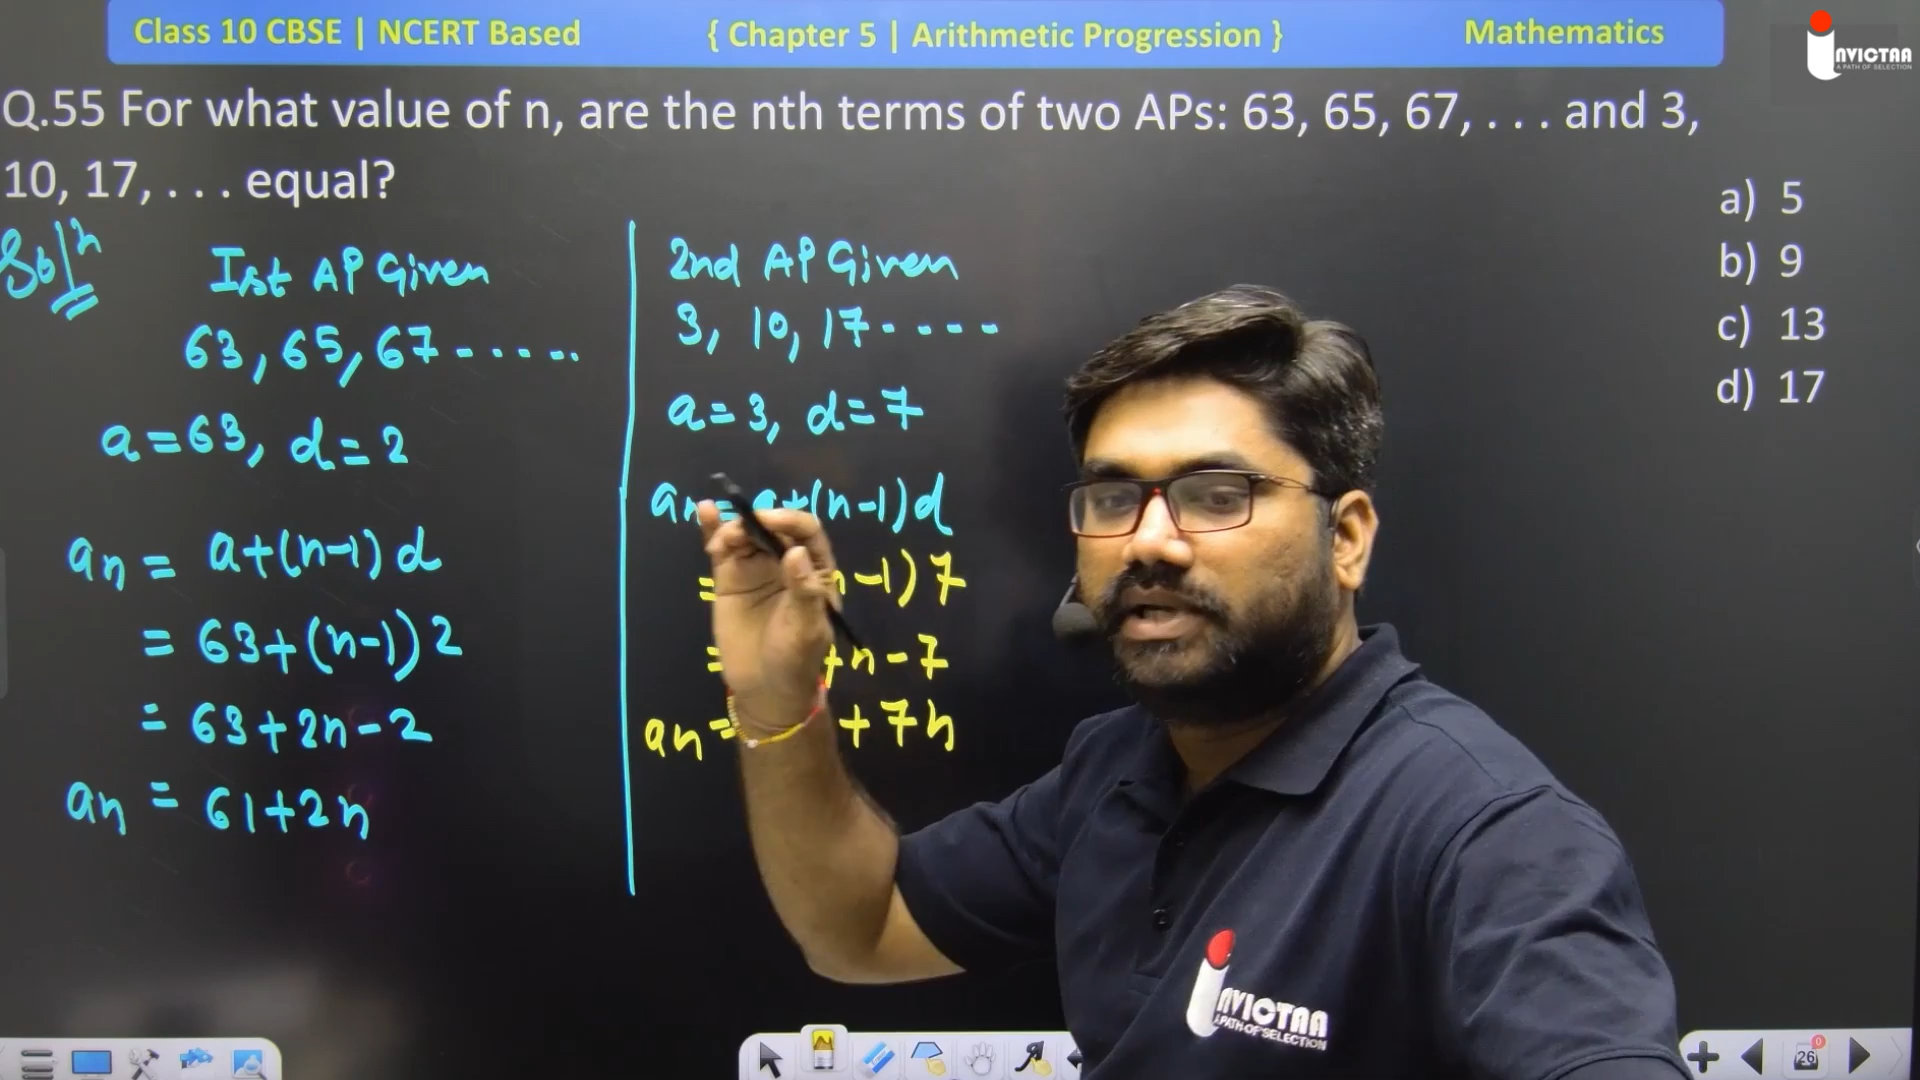 Class 10 CBSE | NCERT Based { Chapter 5 | Arithmetic Progression } Mathematics
INVICTAA
A PATH OF SELECTION
Q.55 For what value of n, are the nth terms of two APs: 63, 65, 67, . . . and 3,
10, 17, . . . equal?
a) 5
b) 9
c) 13
d) 17
Solⁿ
Ist AP Given
63, 65, 67 - - - - -
a = 63, d = 2
an = a+(n-1) d
= 63+(n-1) 2
= 63+2n-2
an = 61+2n
2nd AP Given
3, 10, 17 - - - -
a = 3, d = 7
an = a+(n-1) d
= n-1) 7
= +n-7
an = +7n
INVICTAA
A PATH OF SELECTION
26
0